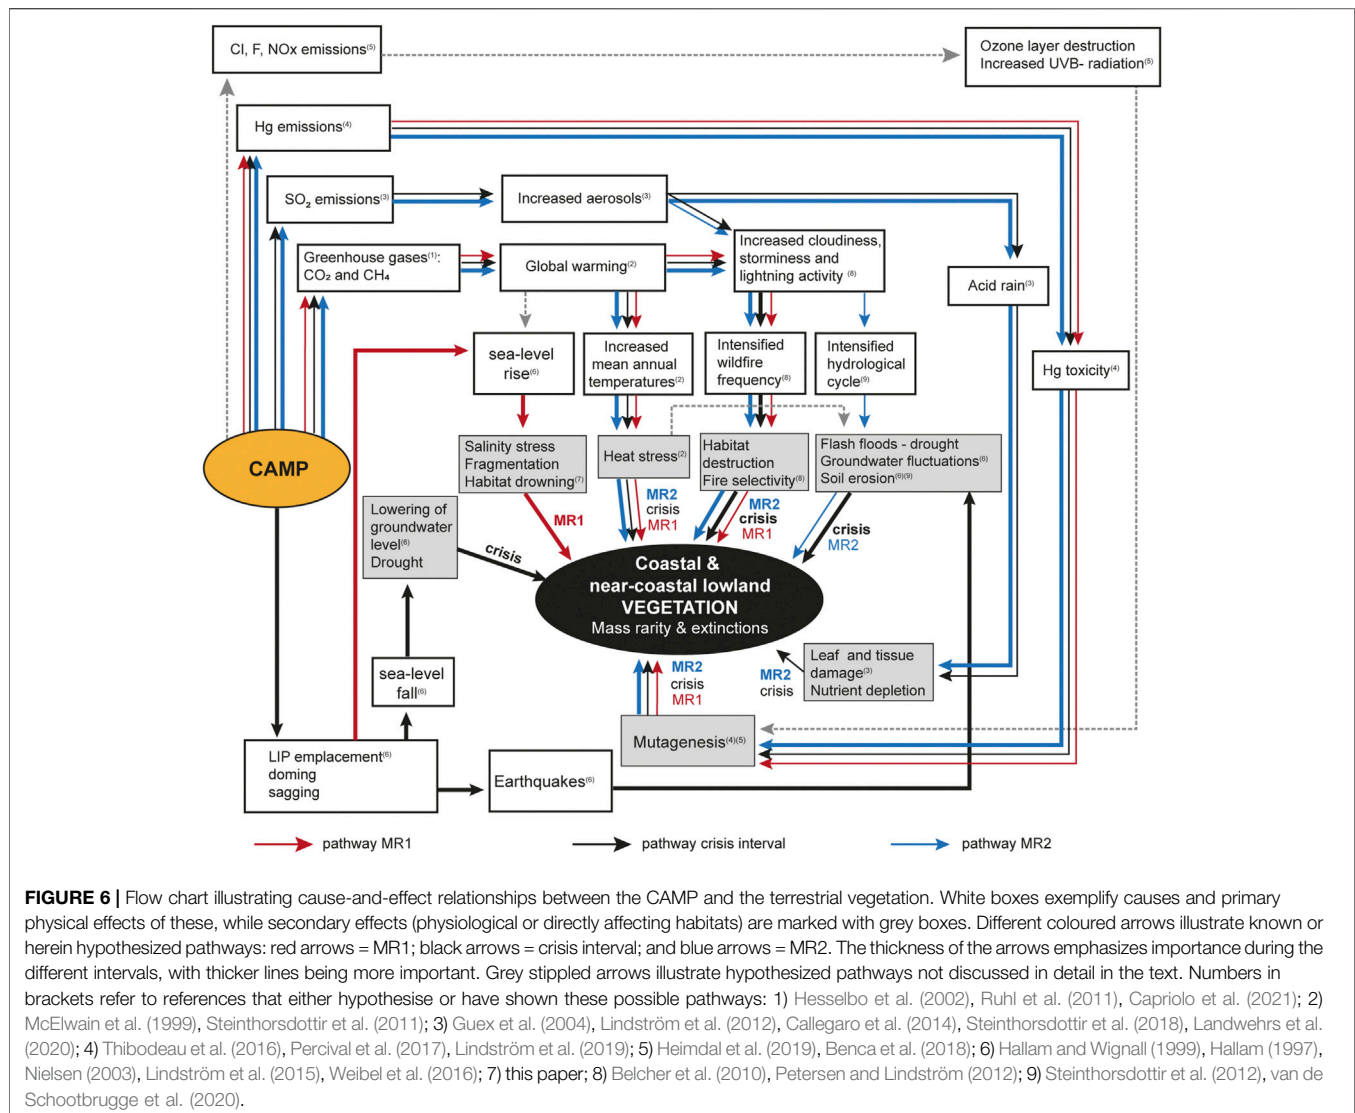 Cl, F, NOx emissions(5)
Ozone layer destruction
Increased UVB- radiation(5)
Hg emissions(4)
SO₂ emissions(3)
Increased aerosols(3)
Greenhouse gases(1):
CO₂ and CH₄
Global warming(2)
Increased cloudiness,
storminess and
lightning activity (8)
Acid rain(3)
sea-level
rise(6)
Increased
mean annual
temperatures(2)
Intensified
wildfire
frequency(8)
Intensified
hydrological
cycle(9)
Hg toxicity(4)
CAMP
Salinity stress
Fragmentation
Habitat drowning(7)
Heat stress(2)
Habitat
destruction
Fire selectivity(8)
Flash floods - drought
Groundwater fluctuations(6)
Soil erosion(6)(9)
MR1
MR2
crisis
MR1
MR2
crisis
MR1
crisis
MR2
Lowering of
groundwater
level(6)
Drought
crisis
Coastal &
near-coastal lowland
VEGETATION
Mass rarity & extinctions
sea-level
fall(6)
MR2
crisis
MR1
MR2
crisis
Leaf and tissue
damage(3)
Nutrient depletion
Mutagenesis(4)(5)
LIP emplacement(6)
doming
sagging
Earthquakes(6)
pathway MR1
pathway crisis interval
pathway MR2
FIGURE 6 | Flow chart illustrating cause-and-effect relationships between the CAMP and the terrestrial vegetation. White boxes exemplify causes and primary
physical effects of these, while secondary effects (physiological or directly affecting habitats) are marked with grey boxes. Different coloured arrows illustrate known or
herein hypothesized pathways: red arrows = MR1; black arrows = crisis interval; and blue arrows = MR2. The thickness of the arrows emphasizes importance during the
different intervals, with thicker lines being more important. Grey stippled arrows illustrate hypothesized pathways not discussed in detail in the text. Numbers in
brackets refer to references that either hypothesise or have shown these possible pathways: 1) Hesselbo et al. (2002), Ruhl et al. (2011), Capriolo et al. (2021); 2)
McElwain et al. (1999), Steinthorsdottir et al. (2011); 3) Guex et al. (2004), Lindström et al. (2012), Callegaro et al. (2014), Steinthorsdottir et al. (2018), Landwehrs et al.
(2020); 4) Thibodeau et al. (2016), Percival et al. (2017), Lindström et al. (2019); 5) Heimdal et al. (2019), Benca et al. (2018); 6) Hallam and Wignall (1999), Hallam (1997),
Nielsen (2003), Lindström et al. (2015), Weibel et al. (2016); 7) this paper; 8) Belcher et al. (2010), Petersen and Lindström (2012); 9) Steinthorsdottir et al. (2012), van de
Schootbrugge et al. (2020).